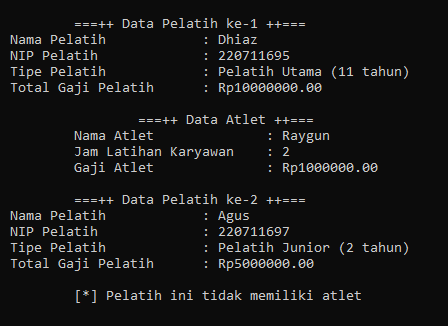 ===++ Data Pelatih ke-1 ++===
Nama Pelatih : Dhiaz
NIP Pelatih : 220711695
Tipe Pelatih : Pelatih Utama (11 tahun)
Total Gaji Pelatih : Rp10000000.00
===++ Data Atlet ++===
Nama Atlet : Raygun
Jam Latihan Karyawan : 2
Gaji Atlet : Rp1000000.00
===++ Data Pelatih ke-2 ++===
Nama Pelatih : Agus
NIP Pelatih : 220711697
Tipe Pelatih : Pelatih Junior (2 tahun)
Total Gaji Pelatih : Rp5000000.00
[*] Pelatih ini tidak memiliki atlet